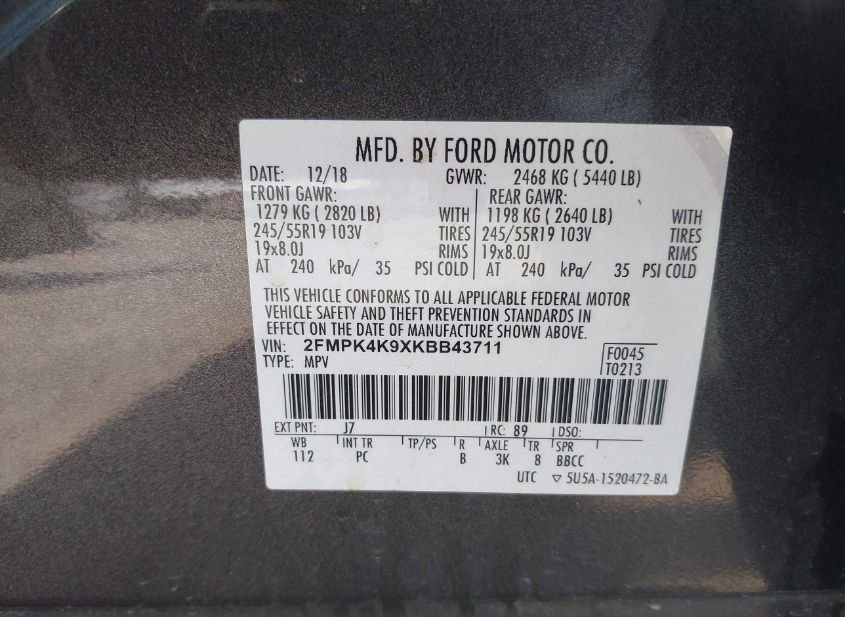 MFD. BY FORD MOTOR CO.
DATE: 12/18 GVWR: 2468 KG ( 5440 LB)
FRONT GAWR: REAR GAWR:
1279 KG ( 2820 LB) WITH 1198 KG ( 2640 LB) WITH
245/55R19 103V TIRES 245/55R19 103V TIRES
19x8.0J RIMS 19x8.0J RIMS
AT 240 kPa/ 35 PSI COLD AT 240 kPa/ 35 PSI COLD
THIS VEHICLE CONFORMS TO ALL APPLICABLE FEDERAL MOTOR
VEHICLE SAFETY AND THEFT PREVENTION STANDARDS IN
EFFECT ON THE DATE OF MANUFACTURE SHOWN ABOVE.
VIN: 2FMPK4K9XKBB43711 F0045
TYPE: MPV T0213
EXT PNT: J7 RC: 89 DSO:
WB INT TR TP/PS R AXLE TR SPR
112 PC B 3K 8 BBCC
UTC ▽ 5U5A-1520472-BA